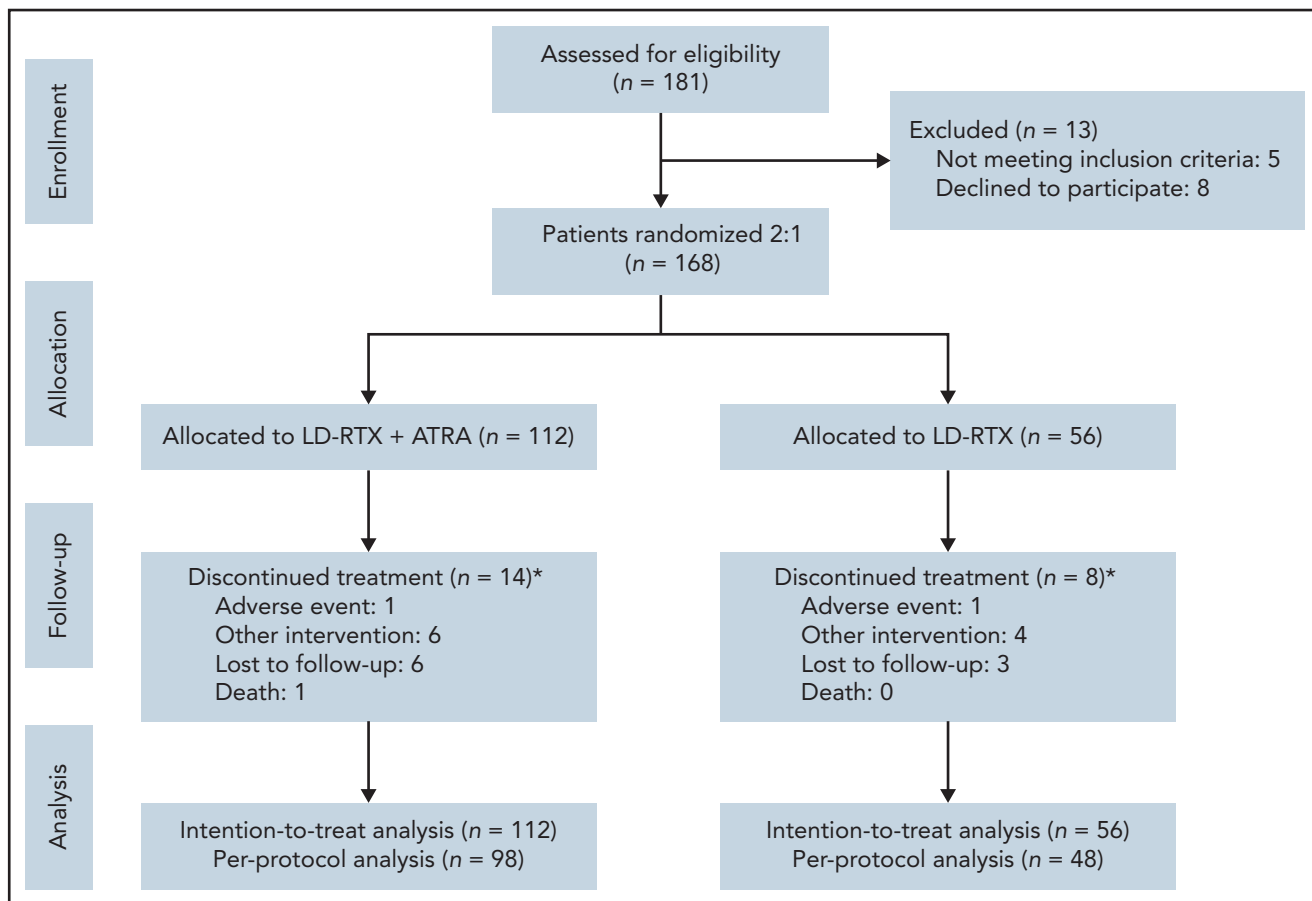 Enrollment
Assessed for eligibility
(n = 181)
Excluded (n = 13)
Not meeting inclusion criteria: 5
Declined to participate: 8
Patients randomized 2:1
(n = 168)
Allocation
Allocated to LD-RTX + ATRA (n = 112)
Allocated to LD-RTX (n = 56)
Follow-up
Discontinued treatment (n = 14)*
Adverse event: 1
Other intervention: 6
Lost to follow-up: 6
Death: 1
Discontinued treatment (n = 8)*
Adverse event: 1
Other intervention: 4
Lost to follow-up: 3
Death: 0
Analysis
Intention-to-treat analysis (n = 112)
Per-protocol analysis (n = 98)
Intention-to-treat analysis (n = 56)
Per-protocol analysis (n = 48)